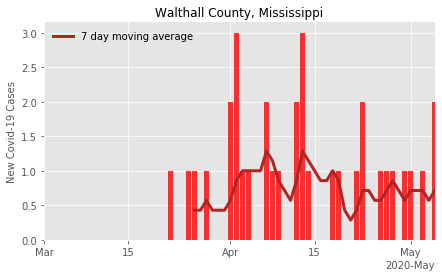 Walthall County, Mississippi
7 day moving average
New Covid-19 Cases
3.0
2.5
2.0
1.5
1.0
0.5
0.0
Mar
15
Apr
15
May
2020-May